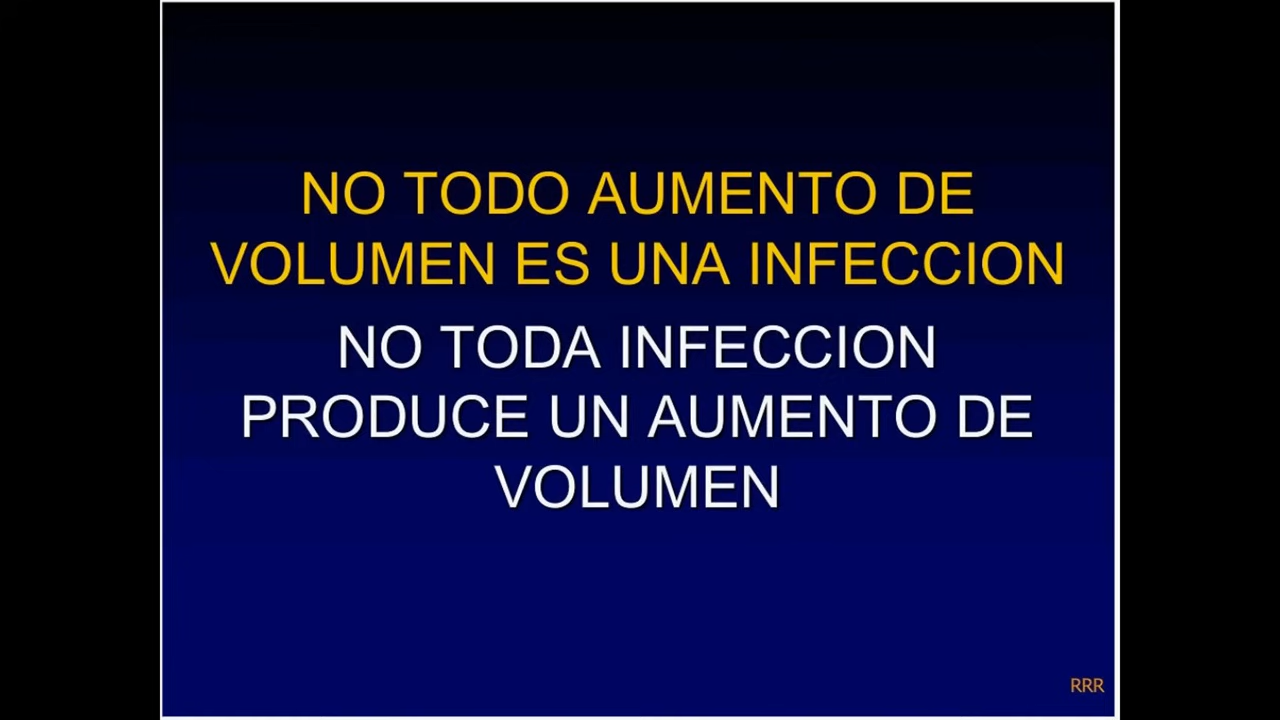 NO TODO AUMENTO DE
VOLUMEN ES UNA INFECCION
NO TODA INFECCION
PRODUCE UN AUMENTO DE
VOLUMEN
RRR